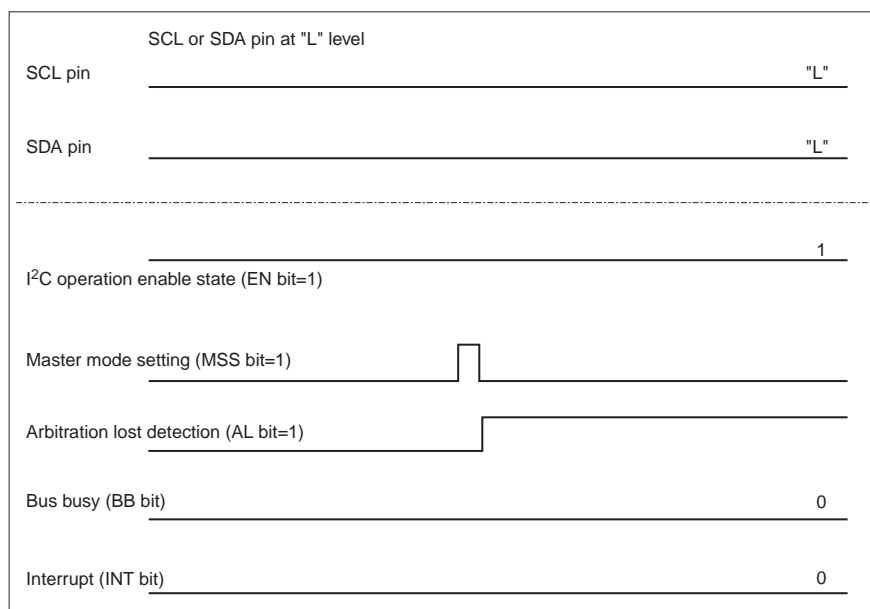 SCL or SDA pin at "L" level
SCL pin "L"
SDA pin "L"
1
I²C operation enable state (EN bit=1)
Master mode setting (MSS bit=1)
Arbitration lost detection (AL bit=1)
Bus busy (BB bit) 0
Interrupt (INT bit) 0